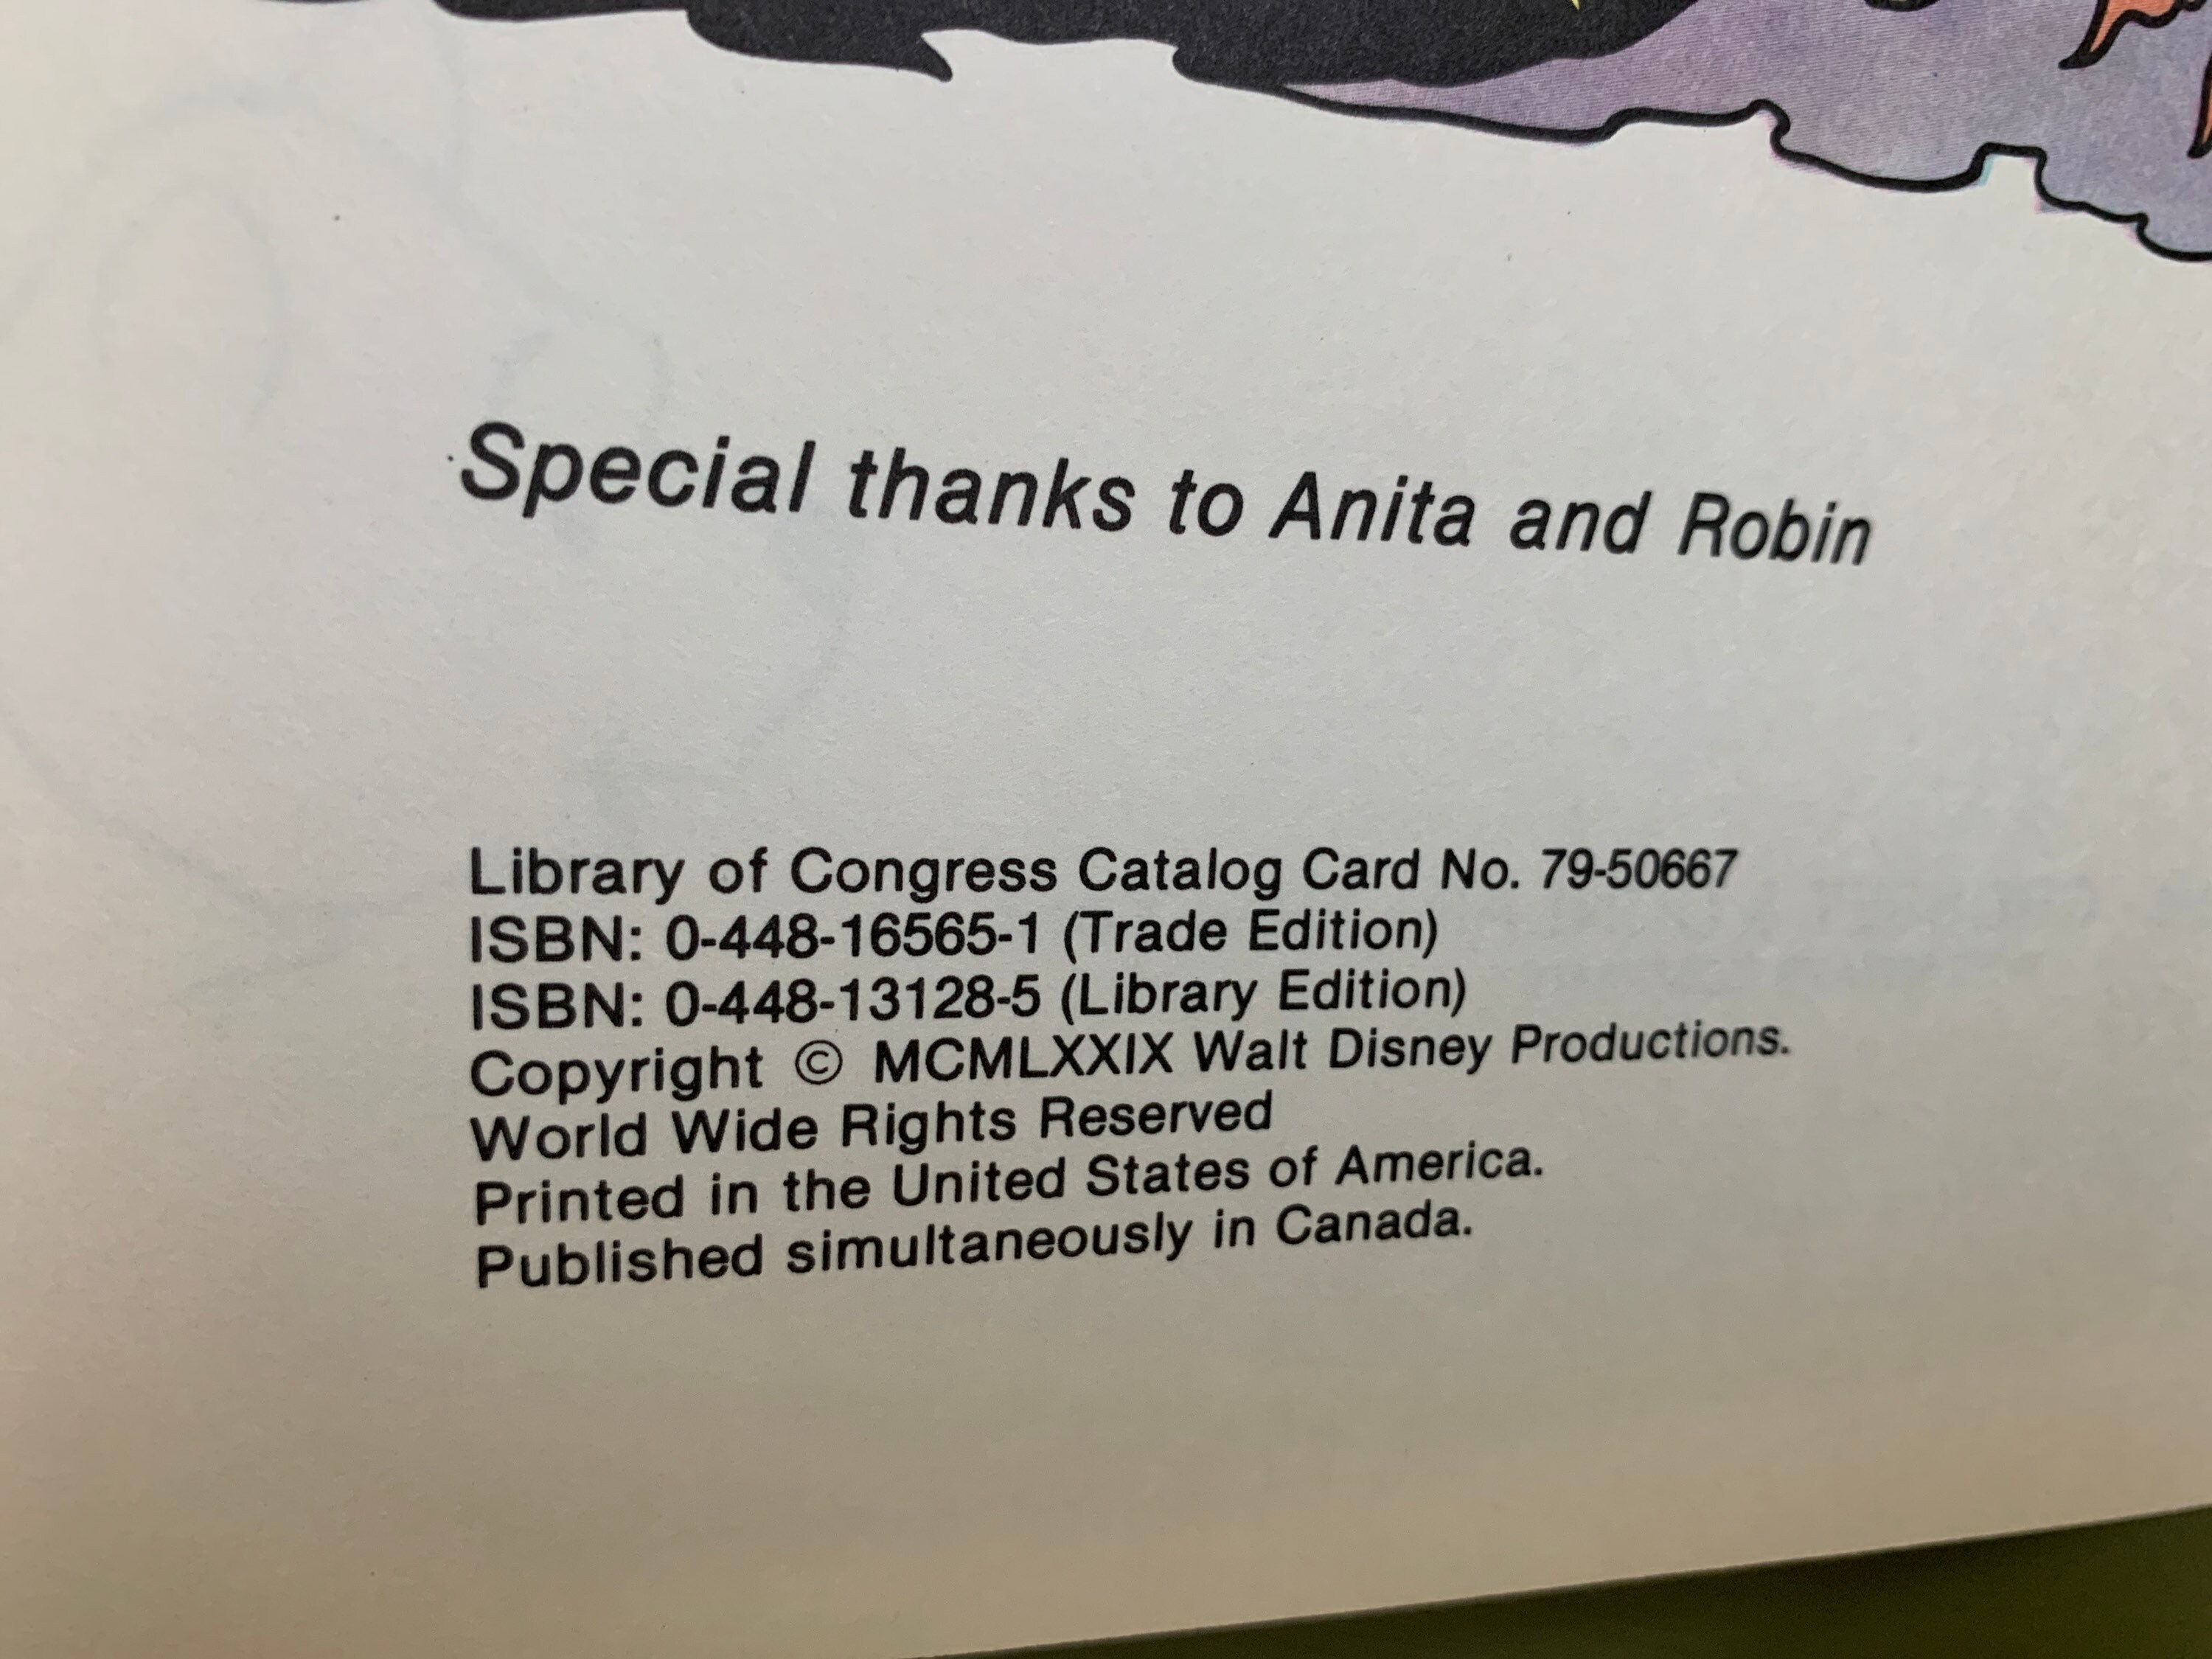 Special thanks to Anita and Robin
Library of Congress Catalog Card No. 79-50667
ISBN: 0-448-16565-1 (Trade Edition)
ISBN: 0-448-13128-5 (Library Edition)
Copyright © MCMLXXIX Walt Disney Productions.
World Wide Rights Reserved
Printed in the United States of America.
Published simultaneously in Canada.